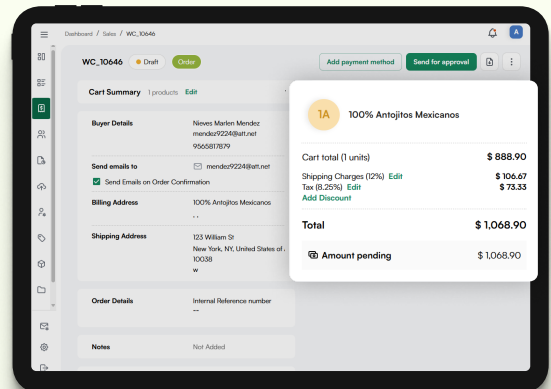 Dashboard / Sales / WC_10646
A
WC_10646
Draft
Order
Add payment method
Send for approval
Cart Summary
1 products
Edit
Buyer Details
Nieves Marlen Mendez
mendez9224@att.net
9565817879
Send emails to
mendez9224@att.net
Send Emails on Order Confirmation
Billing Address
100% Antojitos Mexicanos
, ,
Shipping Address
123 William St
New York, NY, United States of
10038
w
Order Details
Internal Reference number
--
Notes
Not Added
1A
100% Antojitos Mexicanos
Cart total (1 units)
$ 888.90
Shipping Charges (12%) Edit
$ 106.67
Tax (8.25%) Edit
$ 73.33
Add Discount
Total
$ 1,068.90
Amount pending
$ 1,068.90